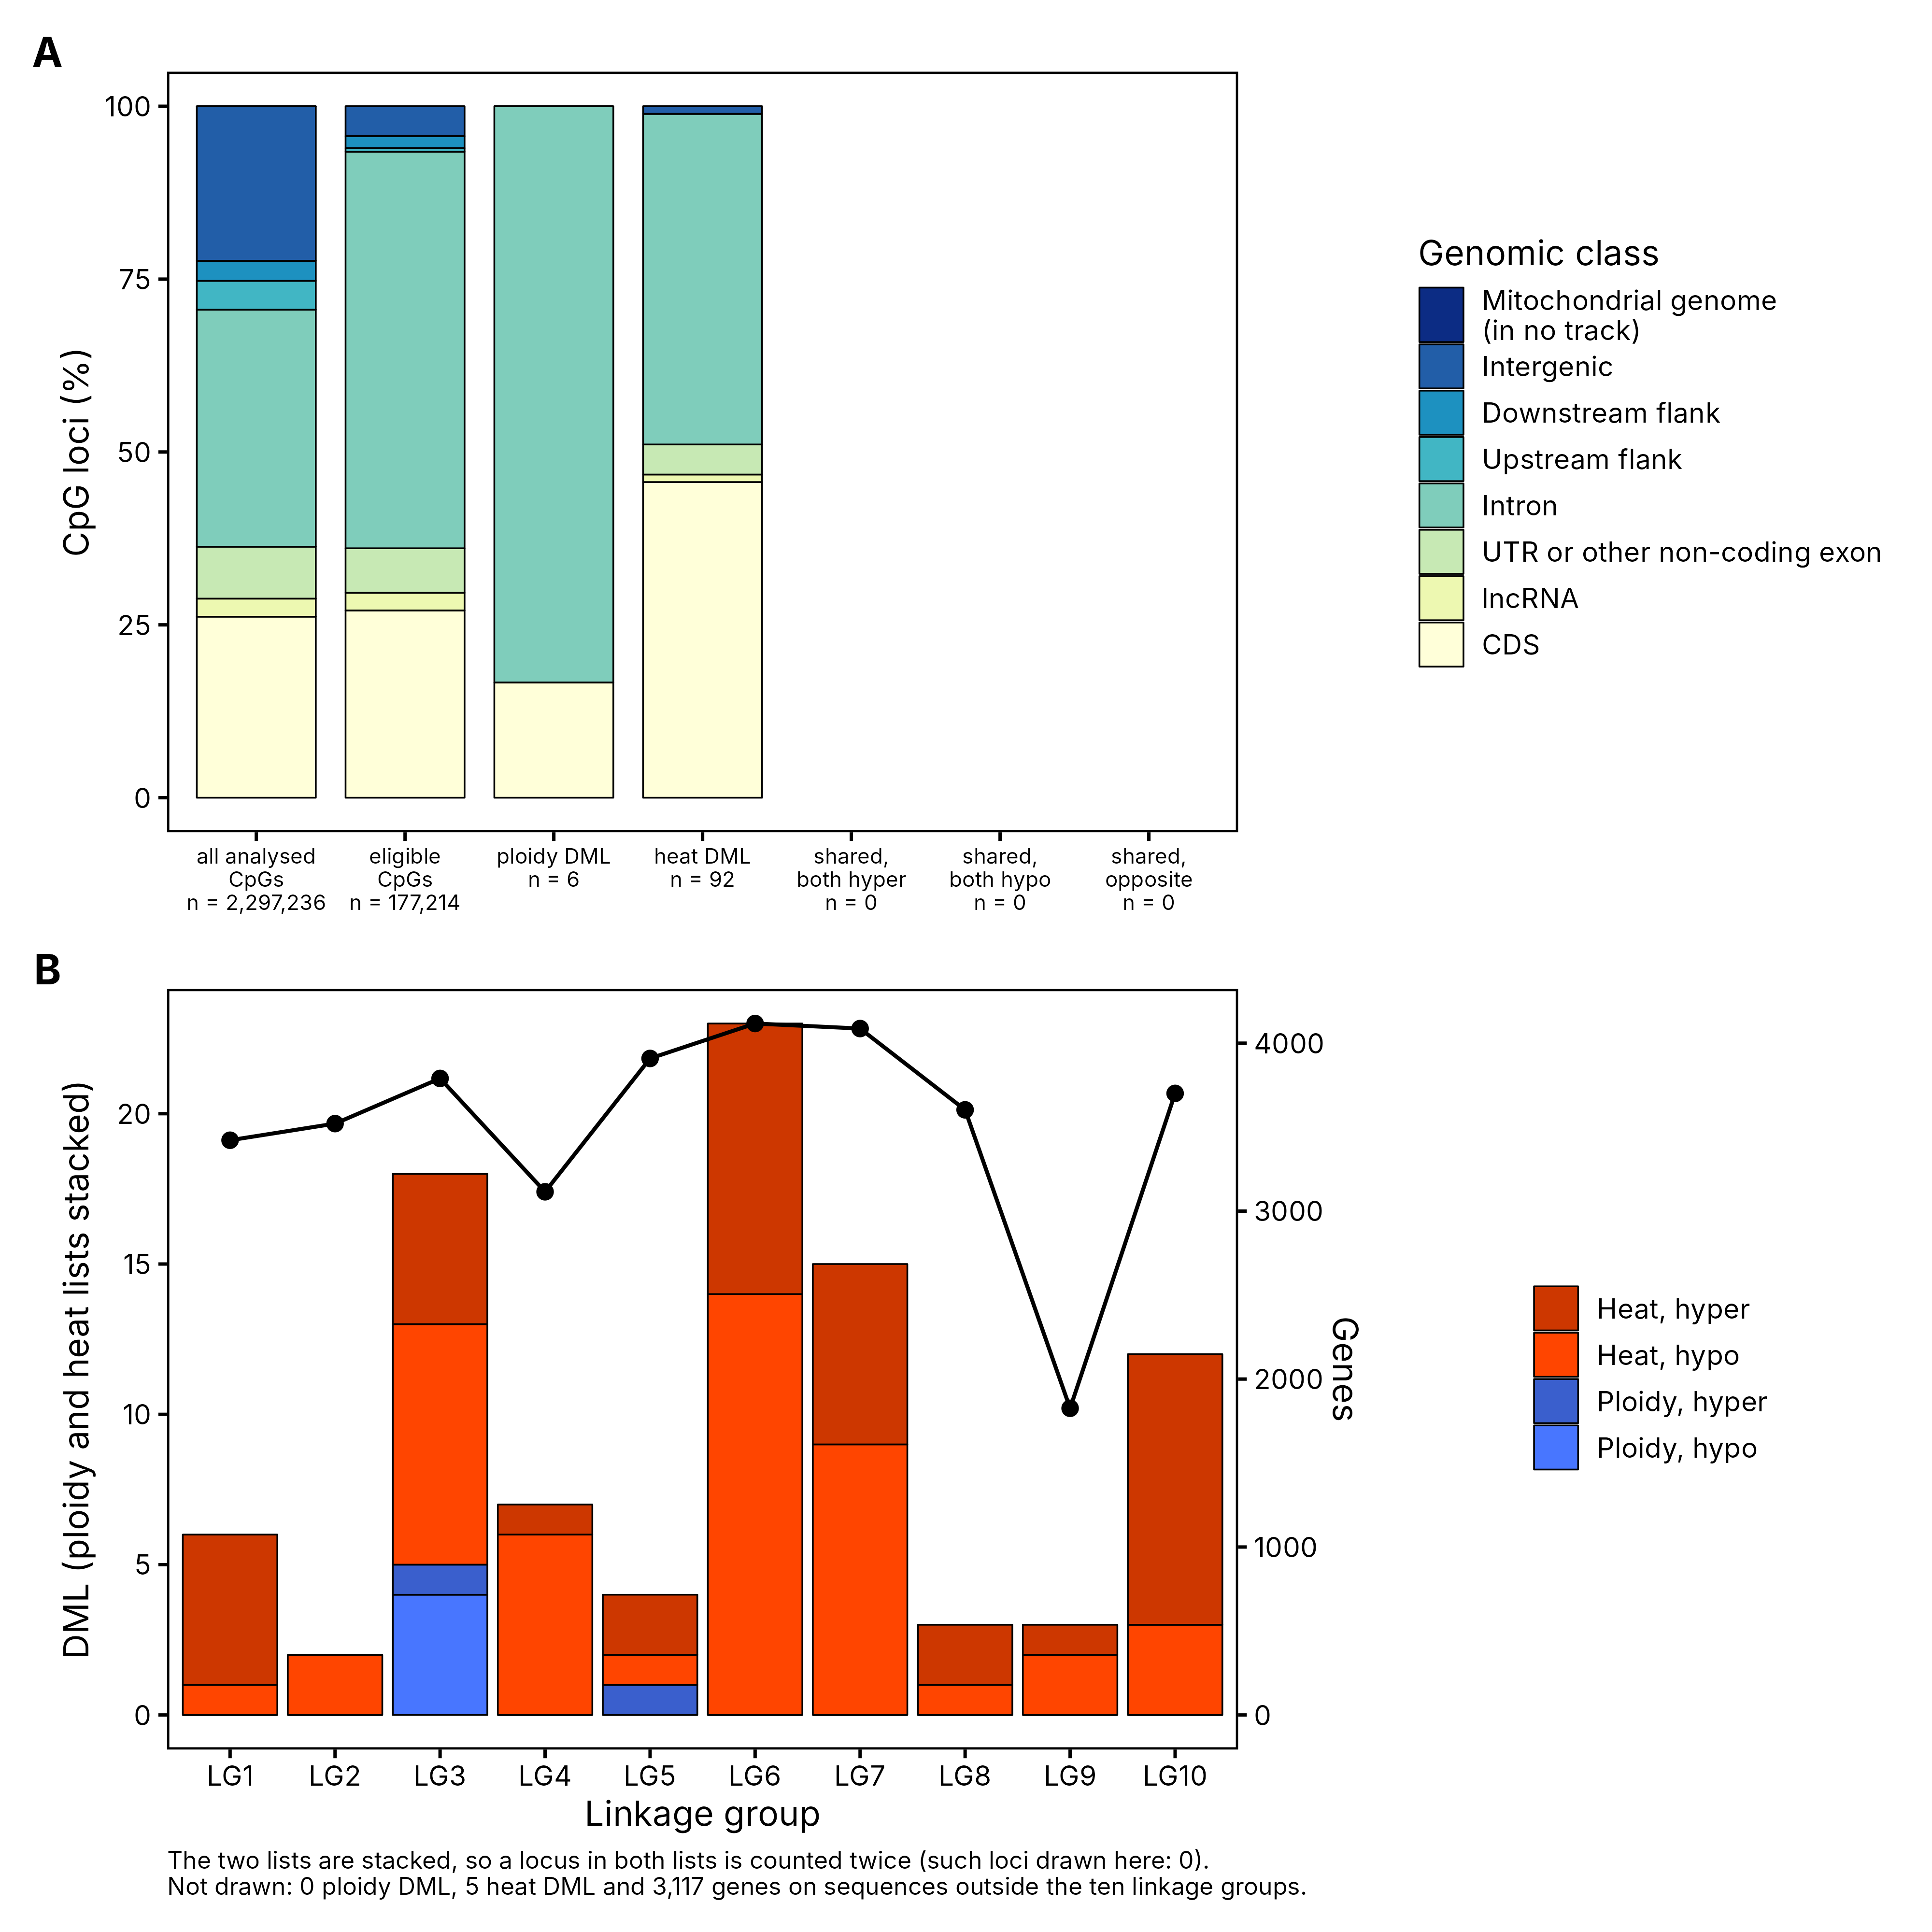 A
CpG loci (%)
100
75
50
25
0
all analysed
CpGs
n = 2,297,236
eligible
CpGs
n = 177,214
ploidy DML
n = 6
heat DML
n = 92
shared,
both hyper
n = 0
shared,
both hypo
n = 0
shared,
opposite
n = 0
Genomic class
Mitochondrial genome
(in no track)
Intergenic
Downstream flank
Upstream flank
Intron
UTR or other non-coding exon
lncRNA
CDS
B
DML (ploidy and heat lists stacked)
20
15
10
5
0
4000
3000
2000
1000
0
Genes
LG1
LG2
LG3
LG4
LG5
LG6
LG7
LG8
LG9
LG10
Linkage group
Heat, hyper
Heat, hypo
Ploidy, hyper
Ploidy, hypo
The two lists are stacked, so a locus in both lists is counted twice (such loci drawn here: 0).
Not drawn: 0 ploidy DML, 5 heat DML and 3,117 genes on sequences outside the ten linkage groups.